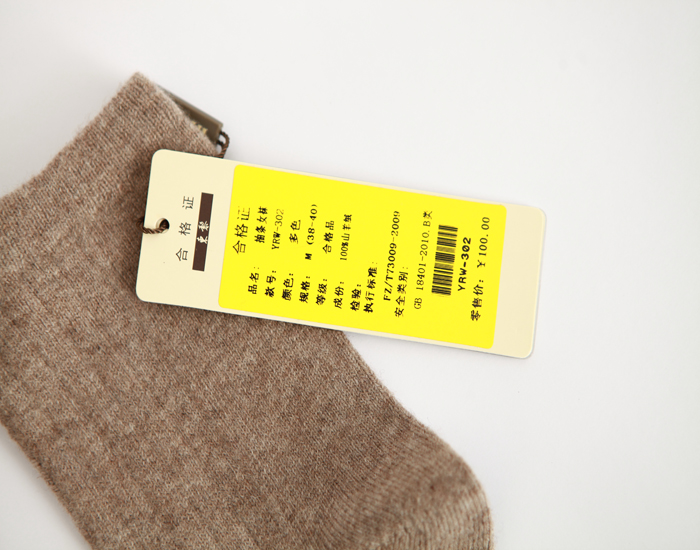 合格证
合格证
品名: 抽条女袜
款号: YRW-302
颜色: 多色
规格: M (38-40)
等级: 合格品
成份: 100%山羊绒
检验:
执行标准: FZ/T73009-2009
安全类别: GB 18401-2010.B类
YRW-302
零售价: ¥100.00